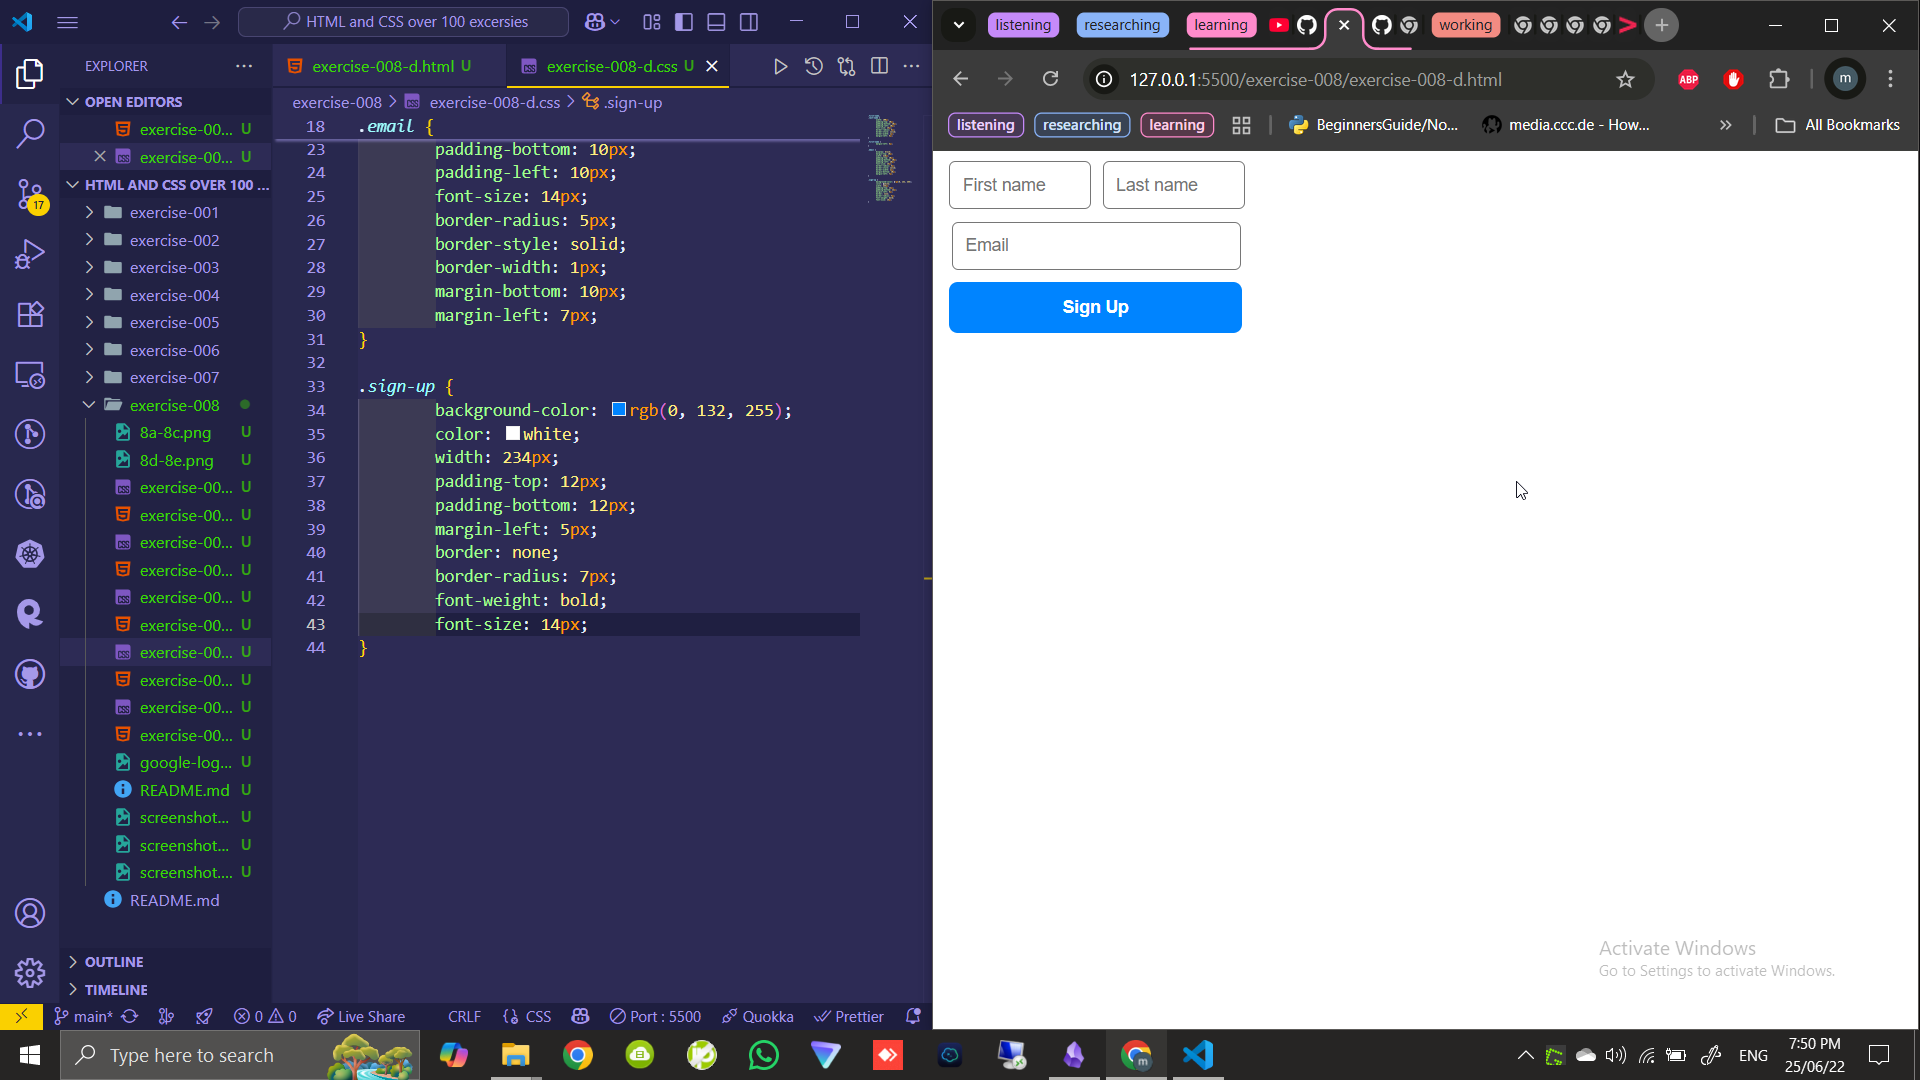 HTML and CSS over 100 excersies
EXPLORER
OPEN EDITORS
exercise-00... U
exercise-00... U
HTML AND CSS OVER 100 ...
exercise-001
exercise-002
exercise-003
exercise-004
exercise-005
exercise-006
exercise-007
exercise-008
8a-8c.png U
8d-8e.png U
exercise-00... U
exercise-00... U
exercise-00... U
exercise-00... U
exercise-00... U
exercise-00... U
exercise-00... U
exercise-00... U
exercise-00... U
exercise-00... U
google-log... U
README.md U
screenshot... U
screenshot... U
screenshot.... U
README.md
OUTLINE
TIMELINE
17
exercise-008-d.html U
exercise-008-d.css U
exercise-008 > exercise-008-d.css > .sign-up
18 .email {
23 padding-bottom: 10px;
24 padding-left: 10px;
25 font-size: 14px;
26 border-radius: 5px;
27 border-style: solid;
28 border-width: 1px;
29 margin-bottom: 10px;
30 margin-left: 7px;
31 }
32
33 .sign-up {
34 background-color: rgb(0, 132, 255);
35 color: white;
36 width: 234px;
37 padding-top: 12px;
38 padding-bottom: 12px;
39 margin-left: 5px;
40 border: none;
41 border-radius: 7px;
42 font-weight: bold;
43 font-size: 14px;
44 }
main* 0 0 Live Share CRLF {} CSS Port : 5500 Quokka Prettier
listening researching learning working
127.0.0.1:5500/exercise-008/exercise-008-d.html
ABP
m
listening researching learning BeginnersGuide/No... media.ccc.de - How... All Bookmarks
First name Last name
Email
Sign Up
Activate Windows
Go to Settings to activate Windows.
Type here to search
ENG
7:50 PM
25/06/22